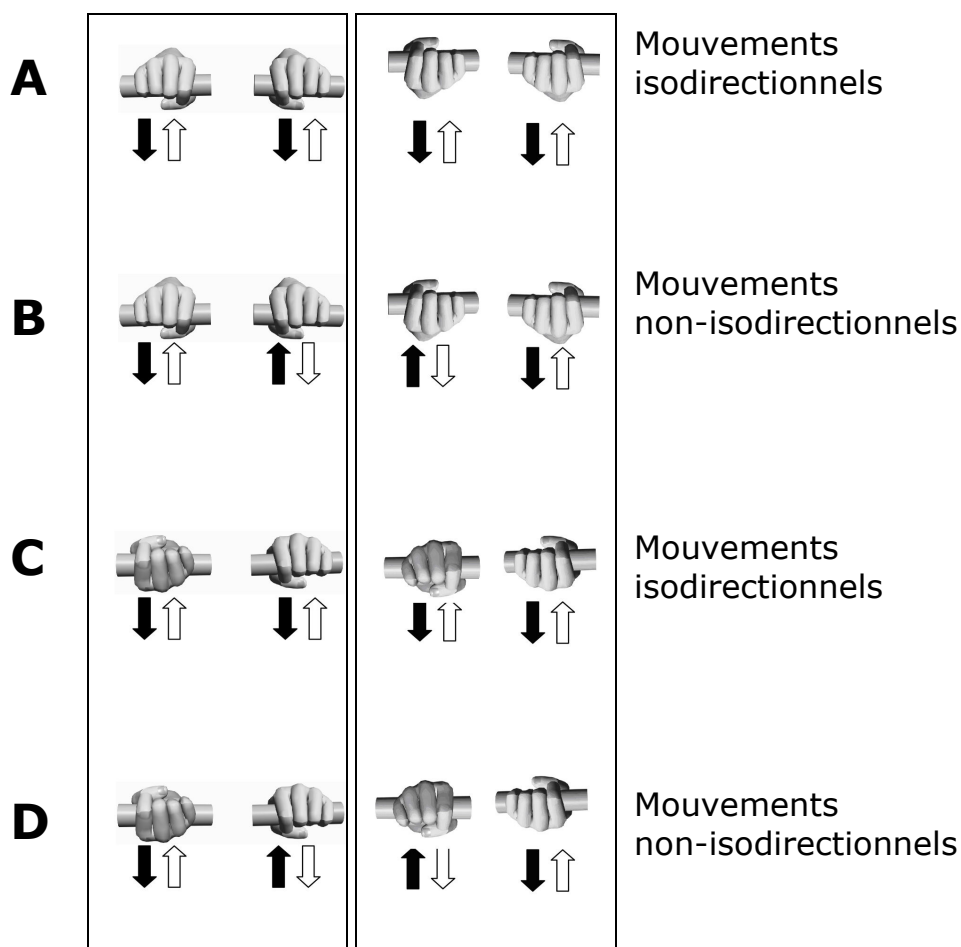 A
Mouvements
isodirectionnels
B
Mouvements
non-isodirectionnels
C
Mouvements
isodirectionnels
D
Mouvements
non-isodirectionnels